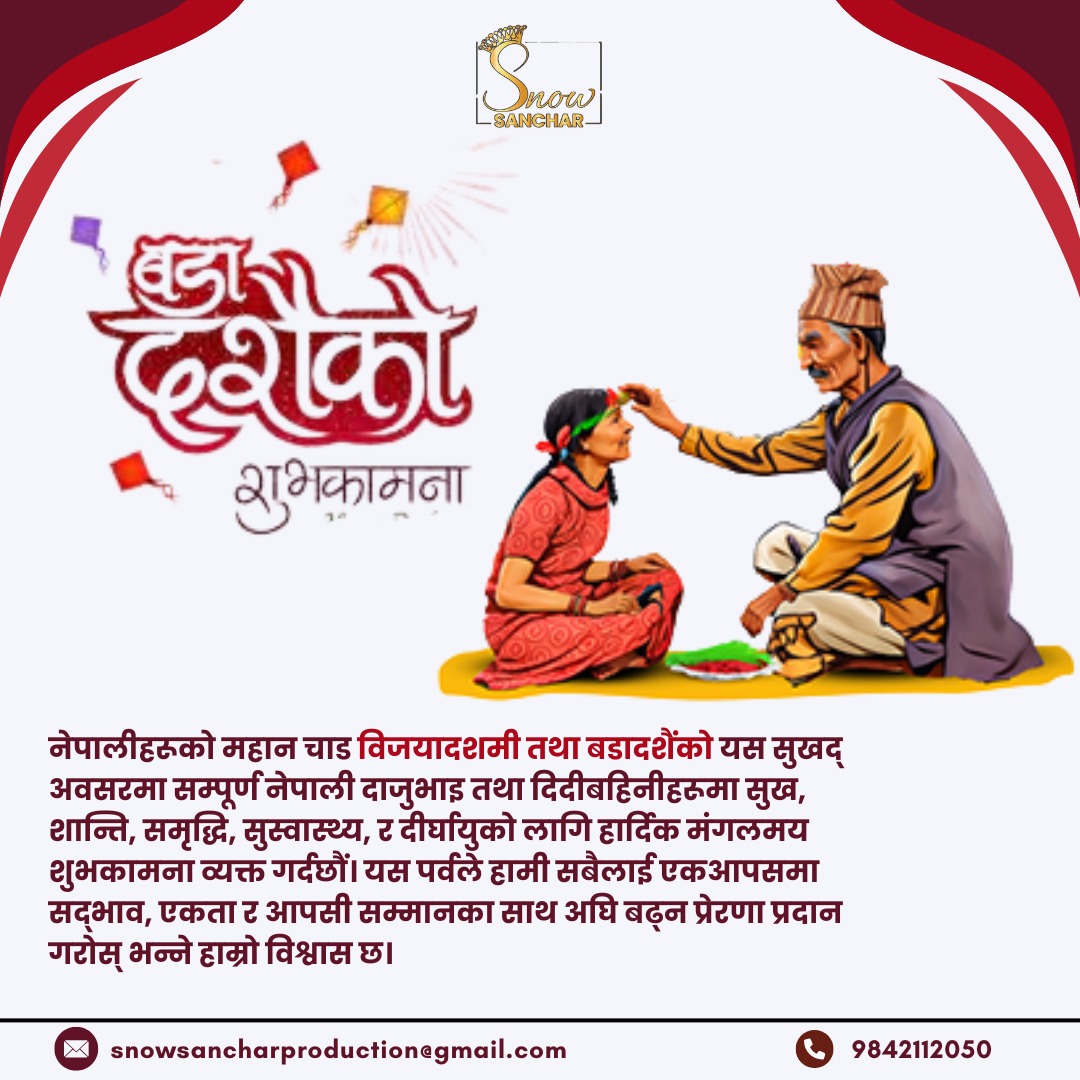 Snow
SANCHAR
बडा
दशैको
शुभकामना
नेपालीहरूको महान चाड विजयादशमी तथा बडादशैंको यस सुखद्
अवसरमा सम्पूर्ण नेपाली दाजुभाइ तथा दिदीबहिनीहरूमा सुख,
शान्ति, समृद्धि, सुस्वास्थ्य, र दीर्घायुको लागि हार्दिक मंगलमय
शुभकामना व्यक्त गर्दछौं। यस पर्वले हामी सबैलाई एकआपसमा
सद्भाव, एकता र आपसी सम्मानका साथ अघि बढ्न प्रेरणा प्रदान
गरोस् भन्ने हाम्रो विश्वास छ।
snowsancharproduction@gmail.com
9842112050